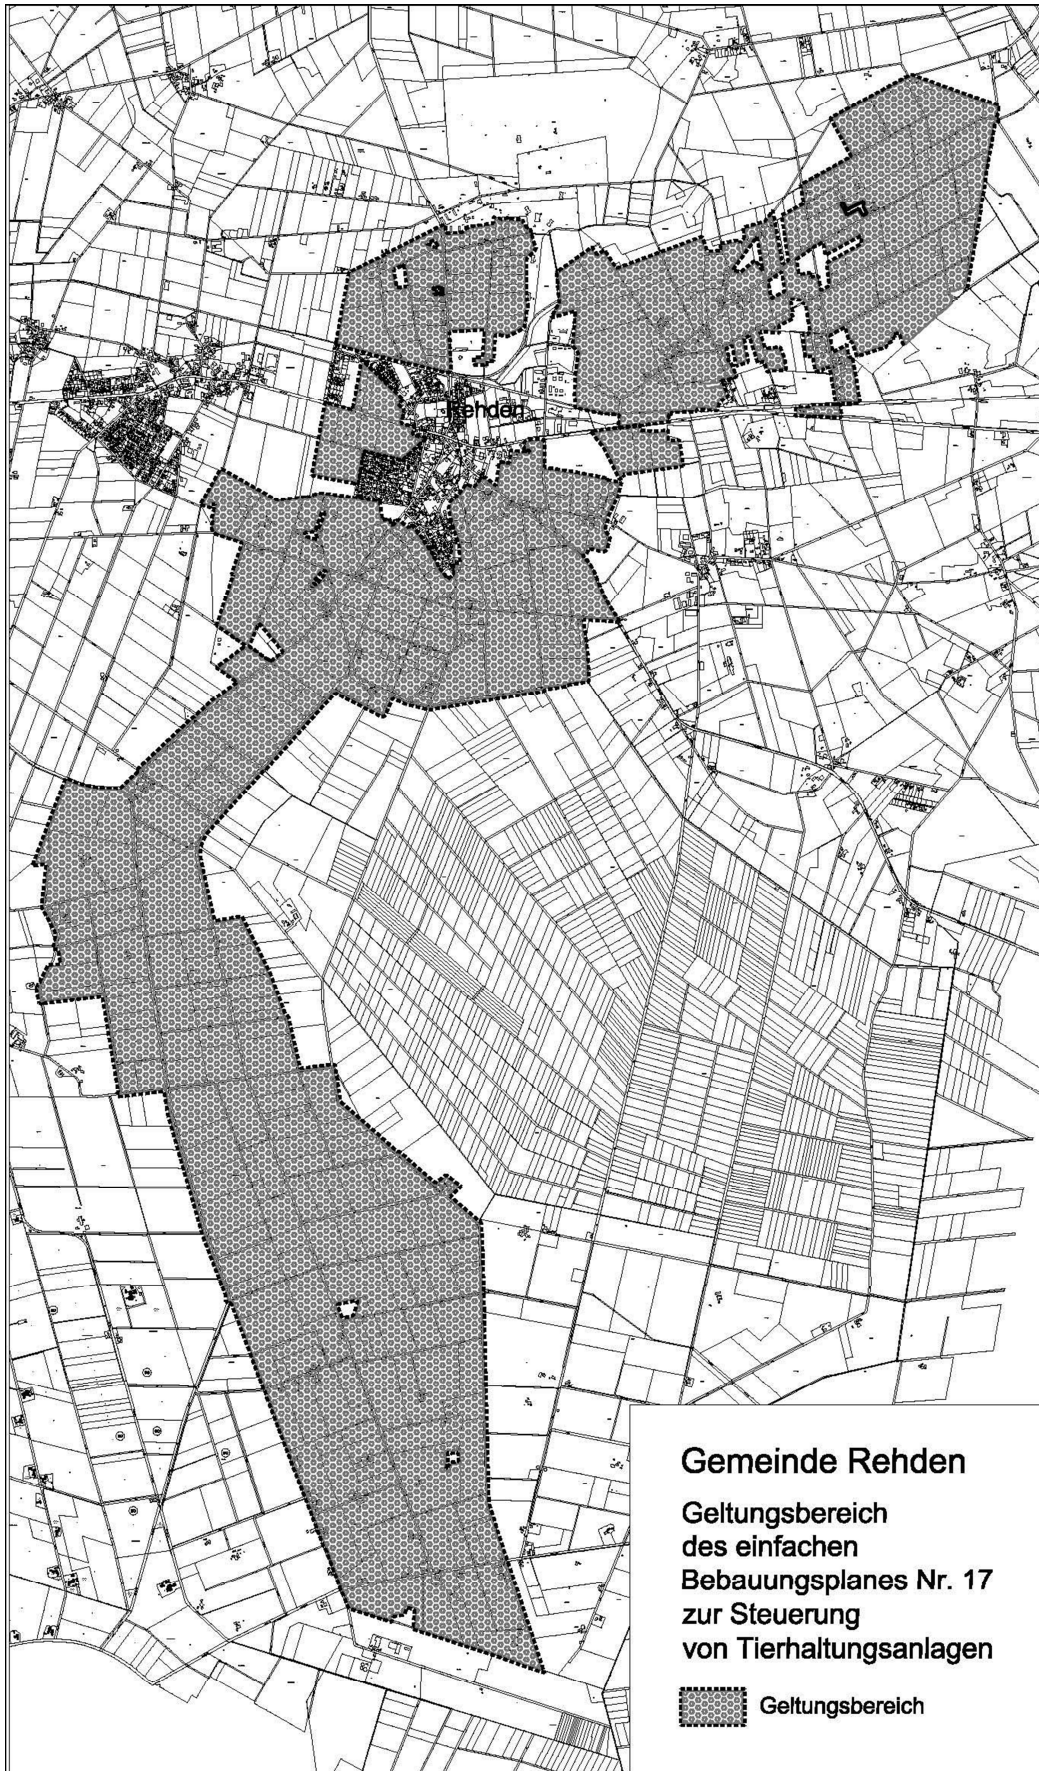 Rehden
Gemeinde Rehden
Geltungsbereich
des einfachen
Bebauungsplanes Nr. 17
zur Steuerung
von Tierhaltungsanlagen
Geltungsbereich